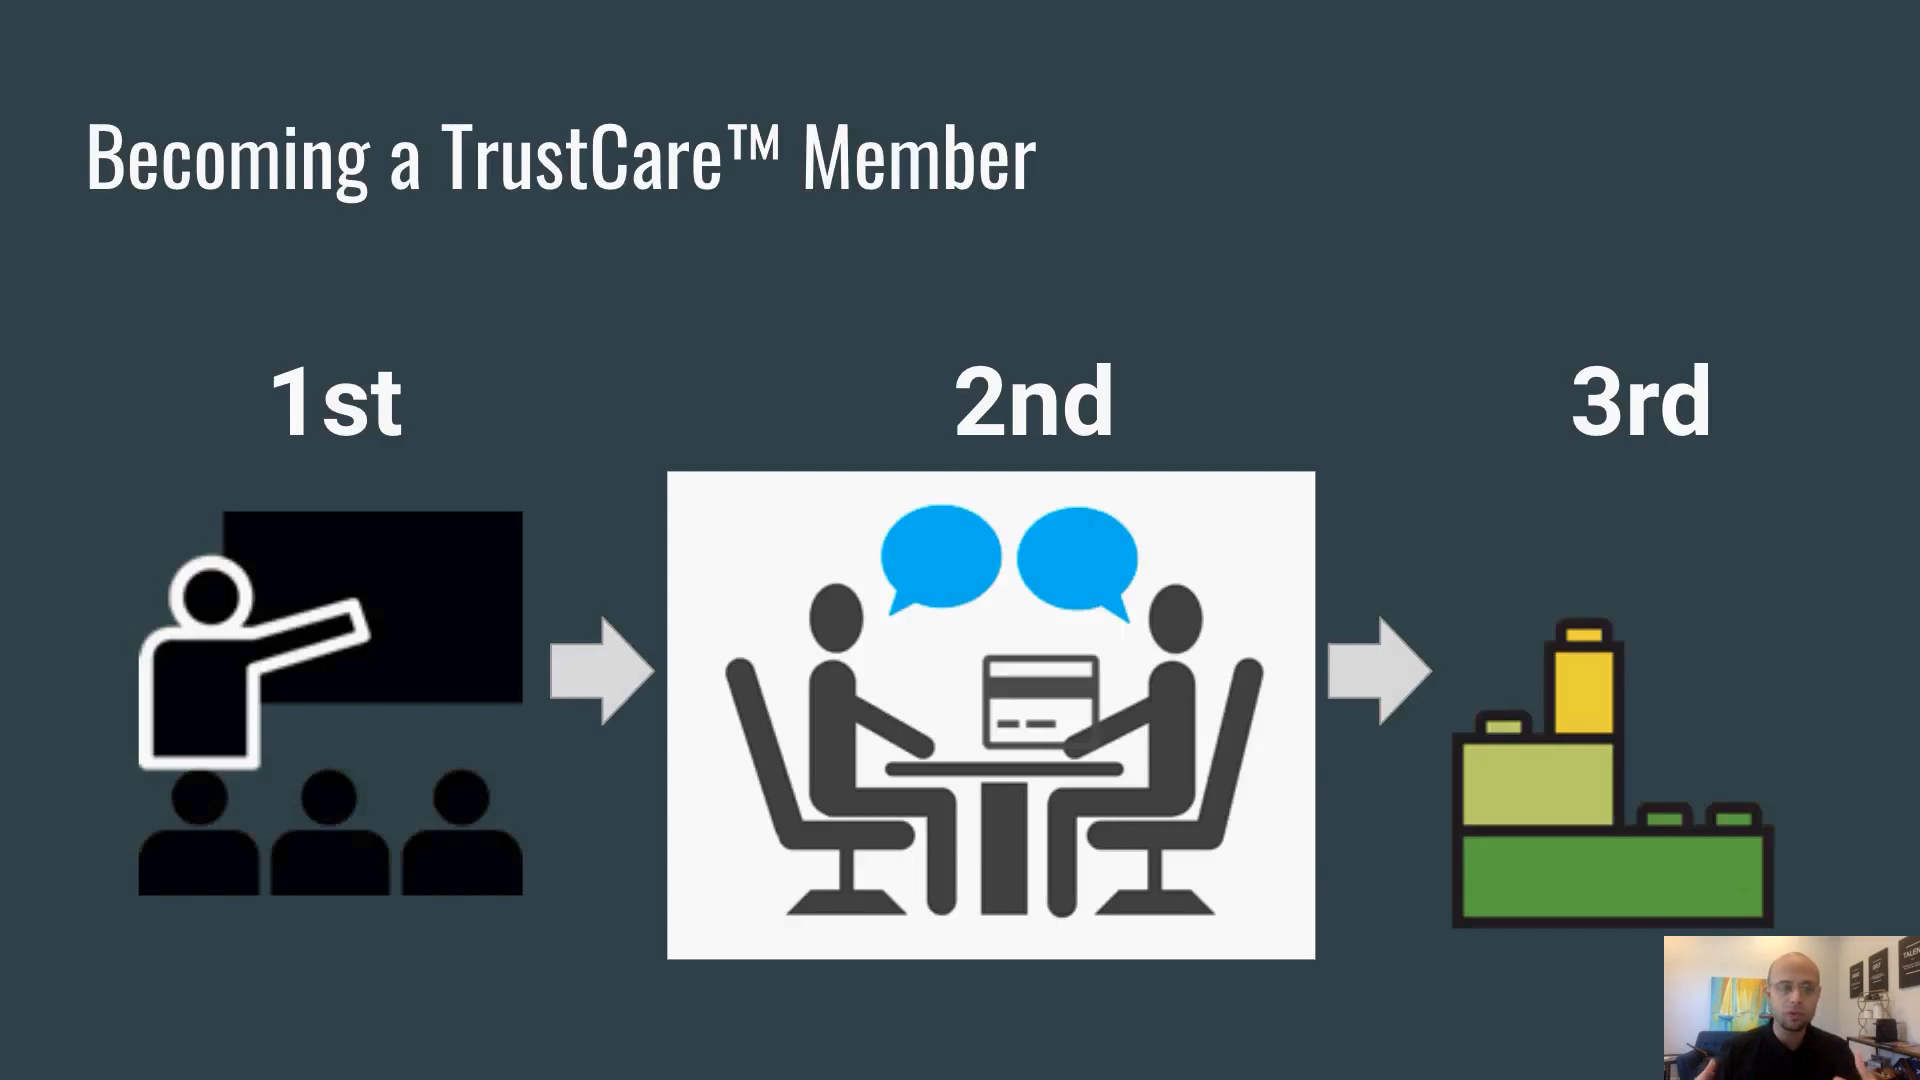 Becoming a TrustCare™ Member
1st
2nd
3rd